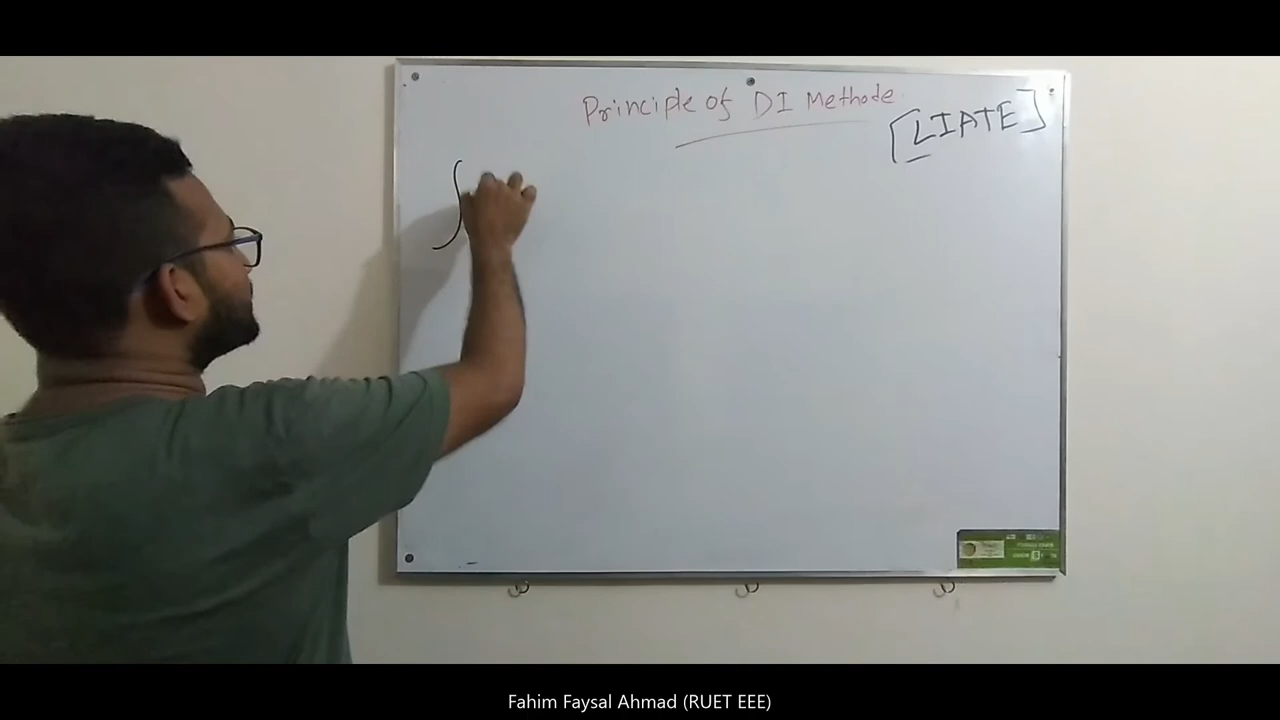 Principle of DI Methode
[LIATE]
∫
Fahim Faysal Ahmad (RUET EEE)